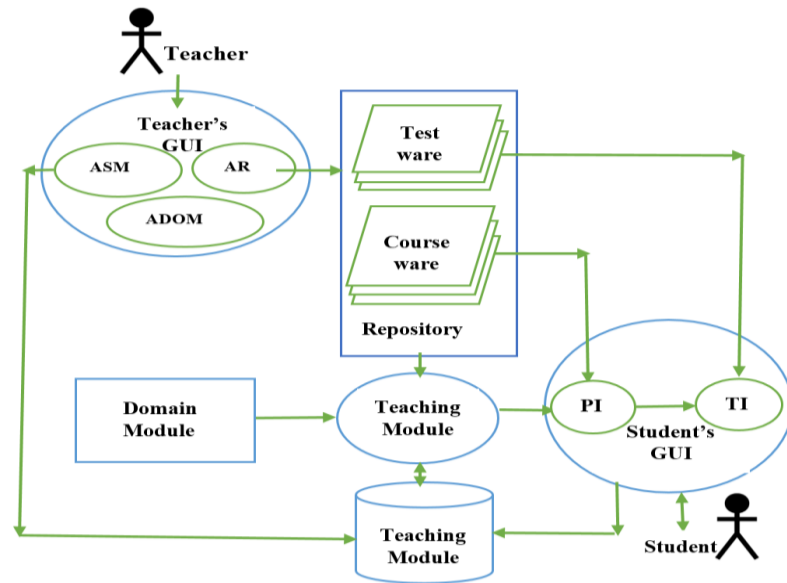 Teacher
Teacher's
GUI
ASM
AR
ADOM
Test
ware
Course
ware
Repository
Domain
Module
Teaching
Module
PI
TI
Student's
GUI
Teaching
Module
Student